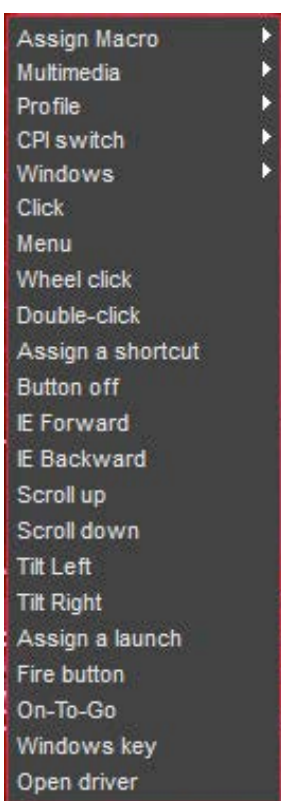 Assign Macro
Multimedia
Profile
CPI switch
Windows
Click
Menu
Wheel click
Double-click
Assign a shortcut
Button off
IE Forward
IE Backward
Scroll up
Scroll down
Tilt Left
Tilt Right
Assign a launch
Fire button
On-To-Go
Windows key
Open driver